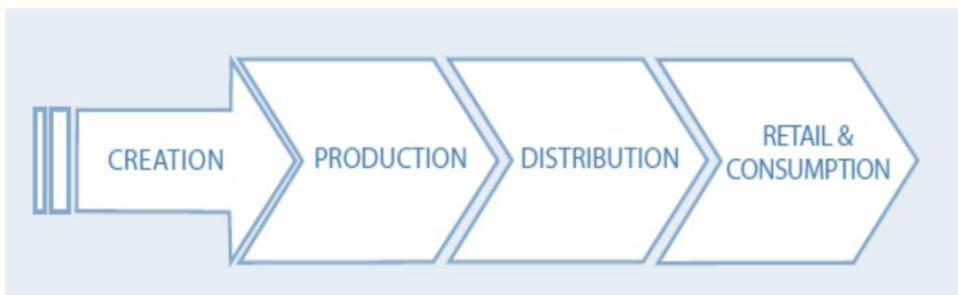 CREATION
PRODUCTION
DISTRIBUTION
RETAIL &
CONSUMPTION